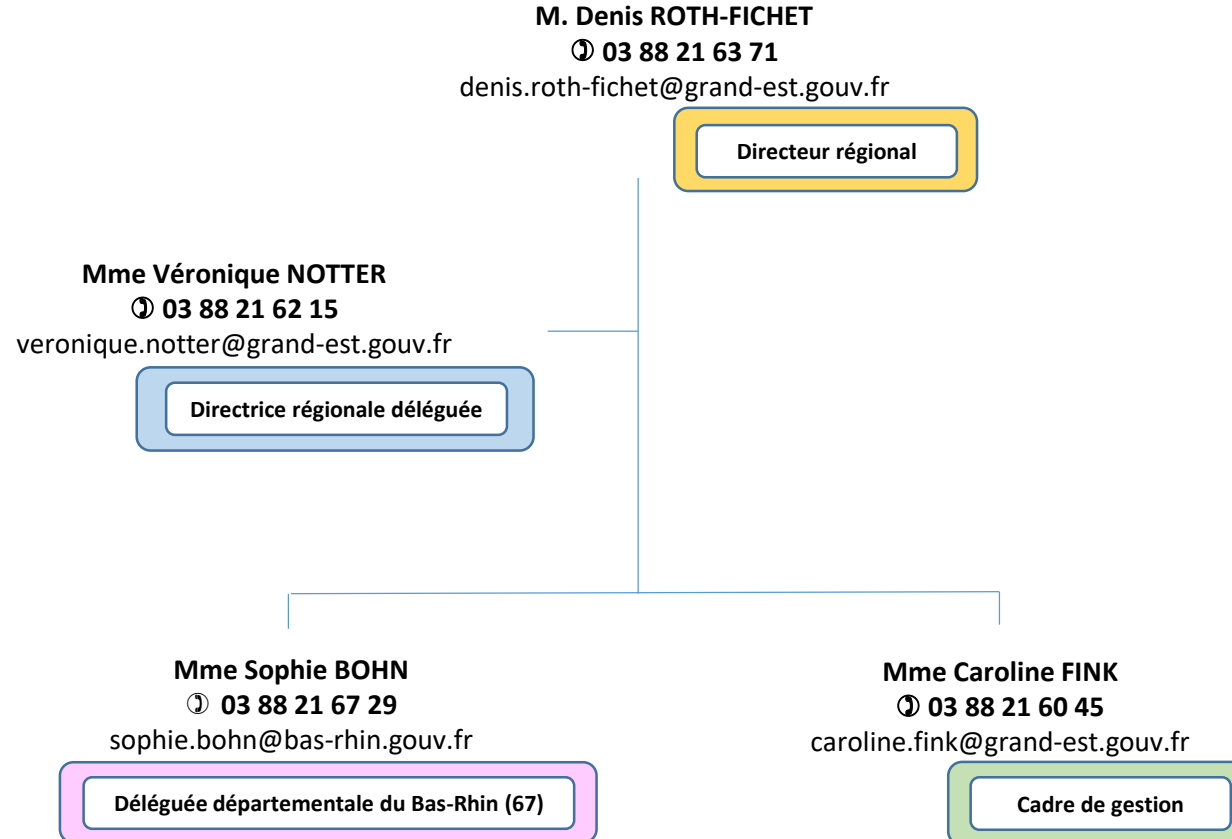 M. Denis ROTH-FICHET
✆ 03 88 21 63 71
denis.roth-fichet@grand-est.gouv.fr
Directeur régional
Mme Véronique NOTTER
✆ 03 88 21 62 15
veronique.notter@grand-est.gouv.fr
Directrice régionale déléguée
Mme Sophie BOHN
✆ 03 88 21 67 29
sophie.bohn@bas-rhin.gouv.fr
Déléguée départementale du Bas-Rhin (67)
Mme Caroline FINK
✆ 03 88 21 60 45
caroline.fink@grand-est.gouv.fr
Cadre de gestion